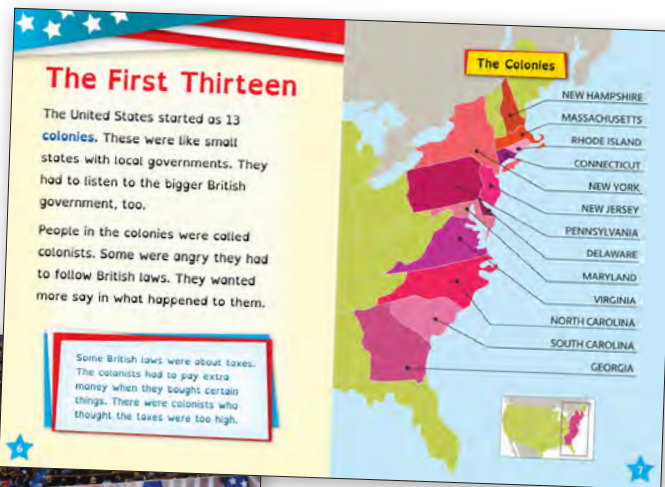 The First Thirteen
The United States started as 13
colonies. These were like small
states with local governments. They
had to listen to the bigger British
government, too.
People in the colonies were called
colonists. Some were angry they had
to follow British laws. They wanted
more say in what happened to them.
Some British laws were about taxes.
The colonists had to pay extra
money when they bought certain
things. There were colonists who
thought the taxes were too high.
6
The Colonies
NEW HAMPSHIRE
MASSACHUSETTS
RHODE ISLAND
CONNECTICUT
NEW YORK
NEW JERSEY
PENNSYLVANIA
DELAWARE
MARYLAND
VIRGINIA
NORTH CAROLINA
SOUTH CAROLINA
GEORGIA
7